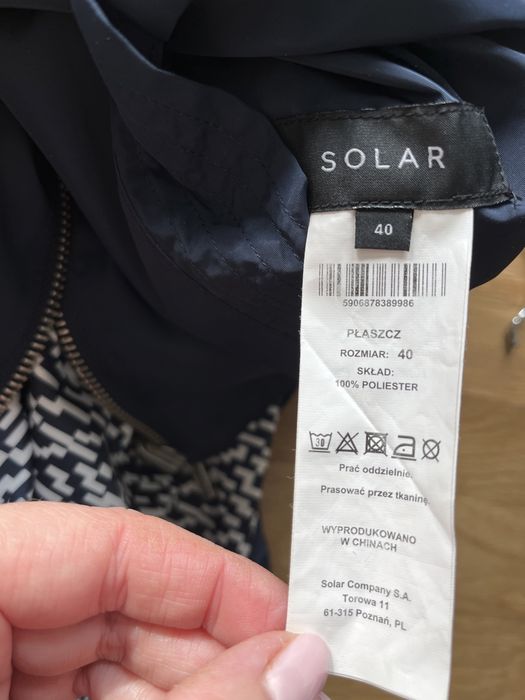 SOLAR
40
5906878389986
PŁASZCZ
ROZMIAR: 40
SKŁAD:
100% POLIESTER
30
Prać oddzielnie.
Prasować przez tkaninę.
WYPRODUKOWANO
W CHINACH
Solar Company S.A.
Torowa 11
61-315 Poznań, PL